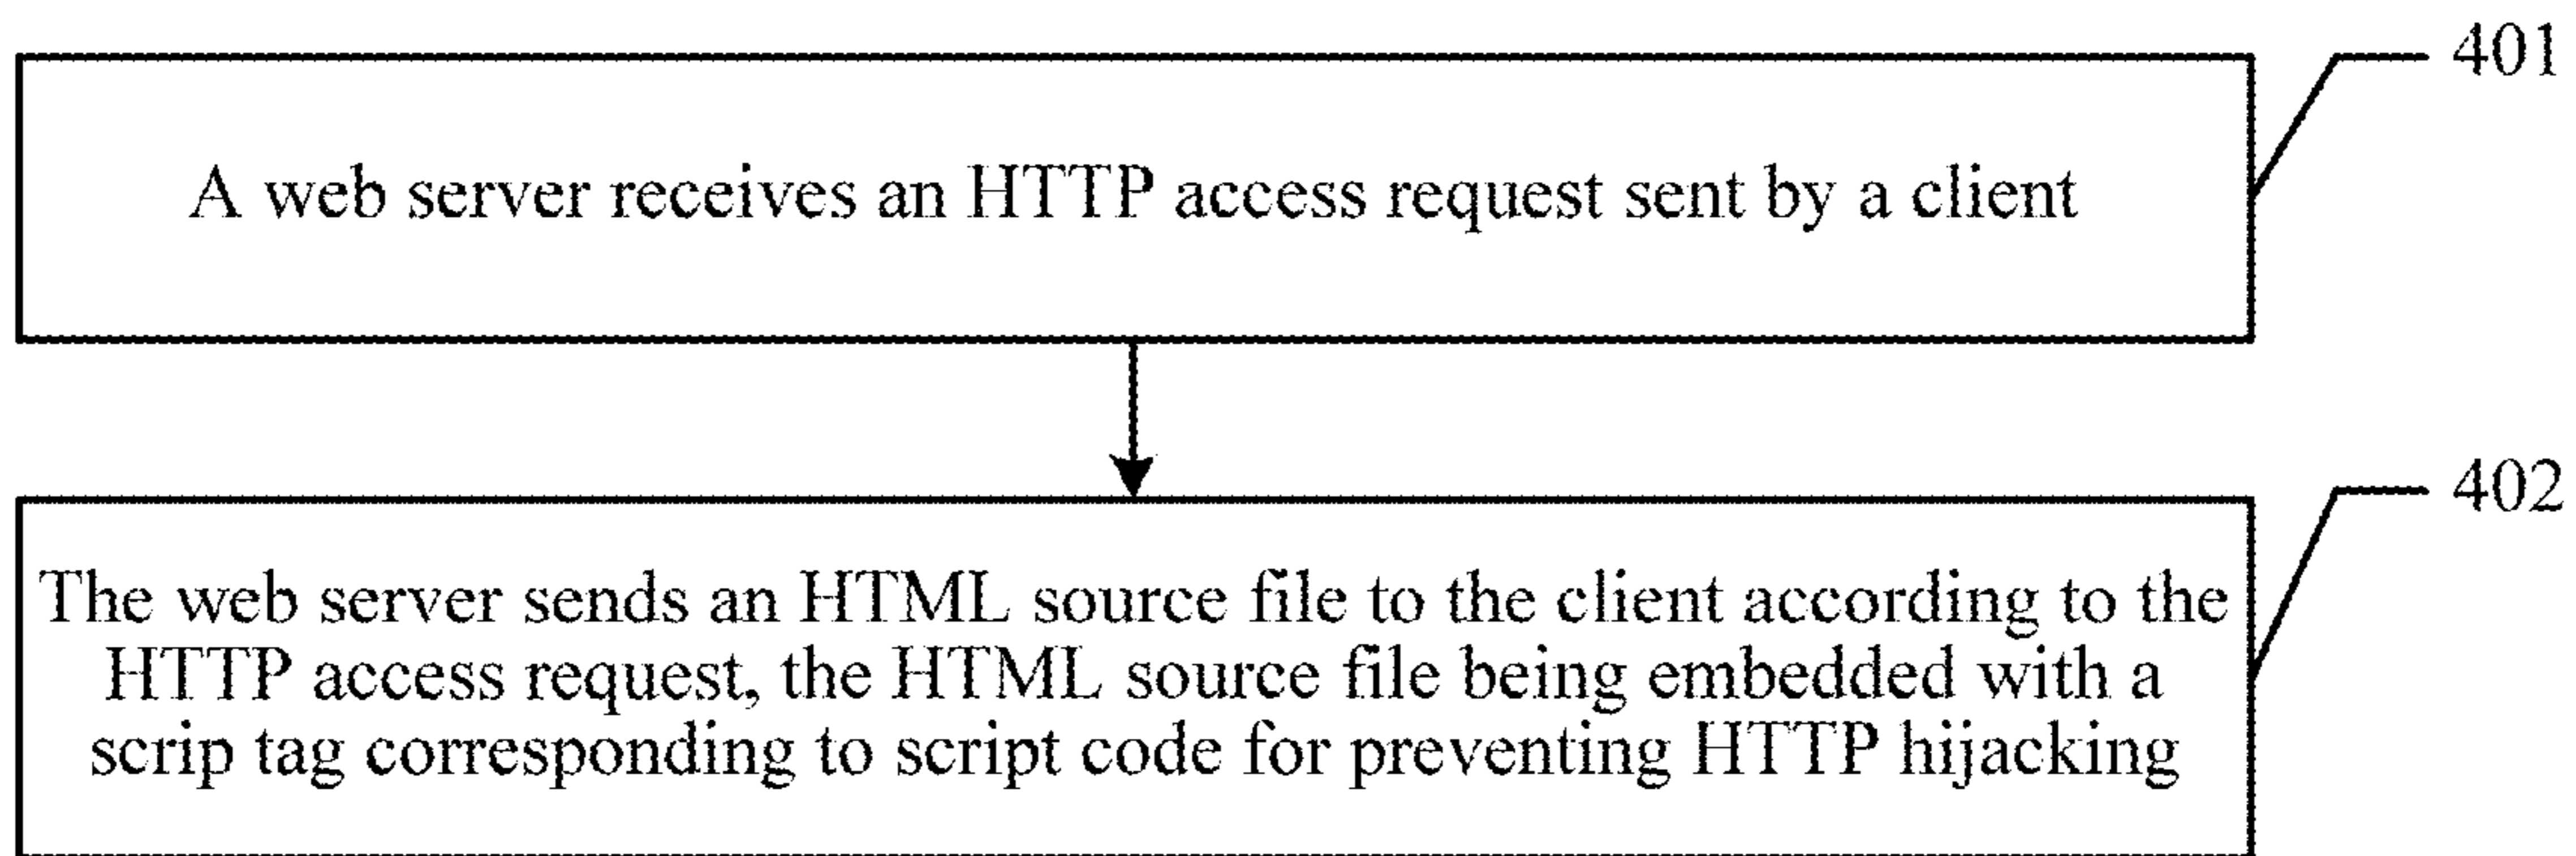 401
A web server receives an HTTP access request sent by a client
402
The web server sends an HTML source file to the client according to the
HTTP access request, the HTML source file being embedded with a
scrip tag corresponding to script code for preventing HTTP hijacking